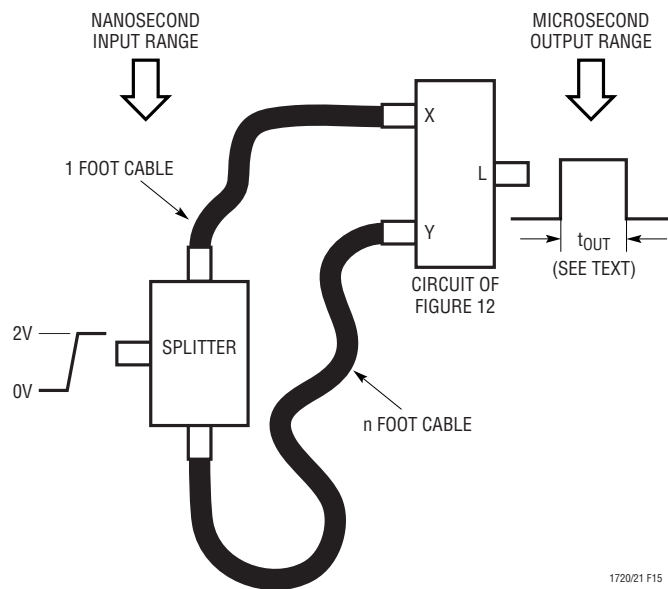 NANOSECOND
INPUT RANGE
MICROSECOND
OUTPUT RANGE
1 FOOT CABLE
X
L
Y
tOUT
(SEE TEXT)
CIRCUIT OF
FIGURE 12
2V
0V
SPLITTER
n FOOT CABLE
1720/21 F15